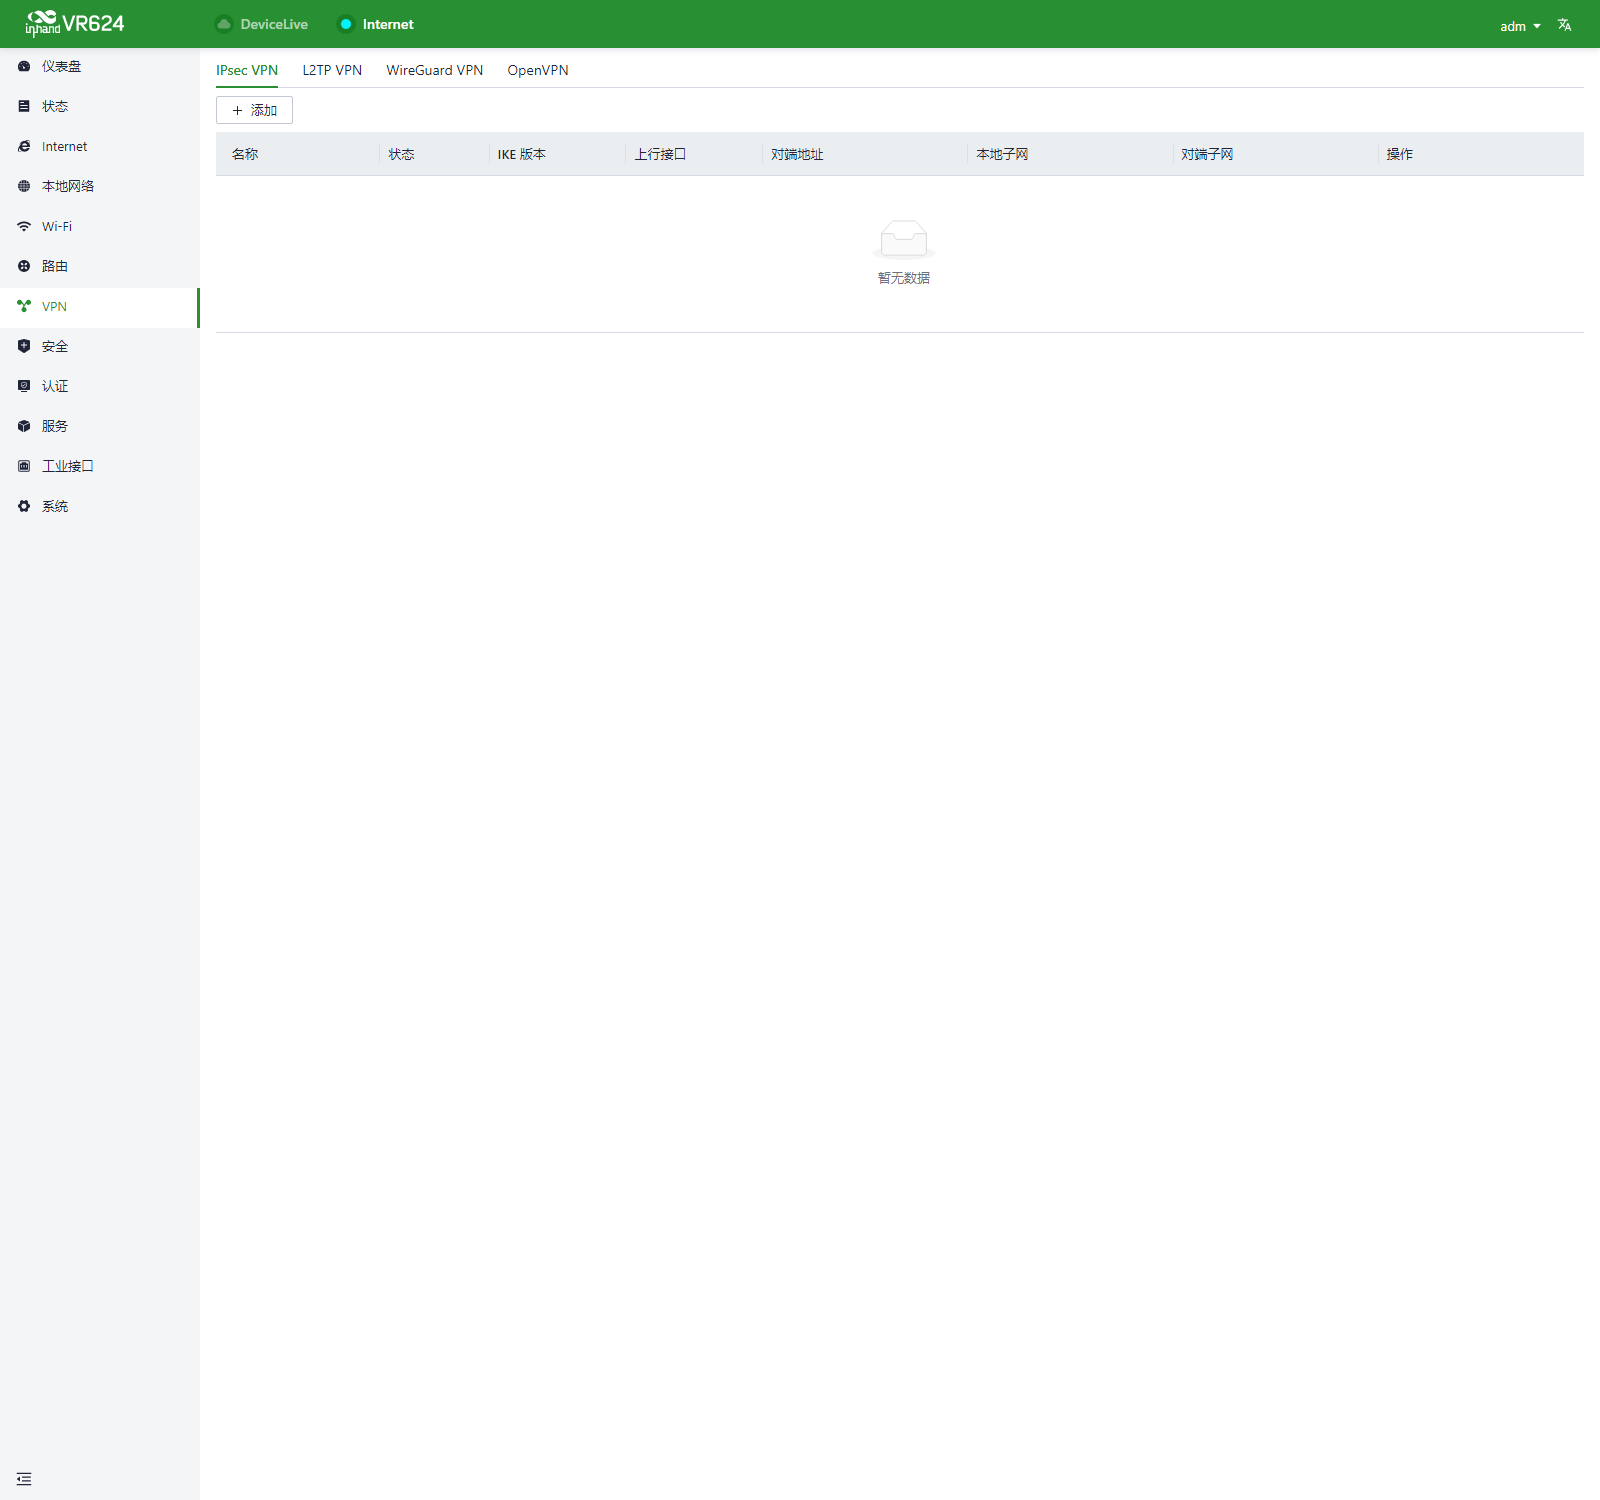 inhand VR624
DeviceLive
Internet
adm
仪表盘
状态
Internet
本地网络
Wi-Fi
路由
VPN
安全
认证
服务
工业接口
系统
IPsec VPN L2TP VPN WireGuard VPN OpenVPN
添加
名称 状态 IKE 版本 上行接口 对端地址 本地子网 对端子网 操作
暂无数据